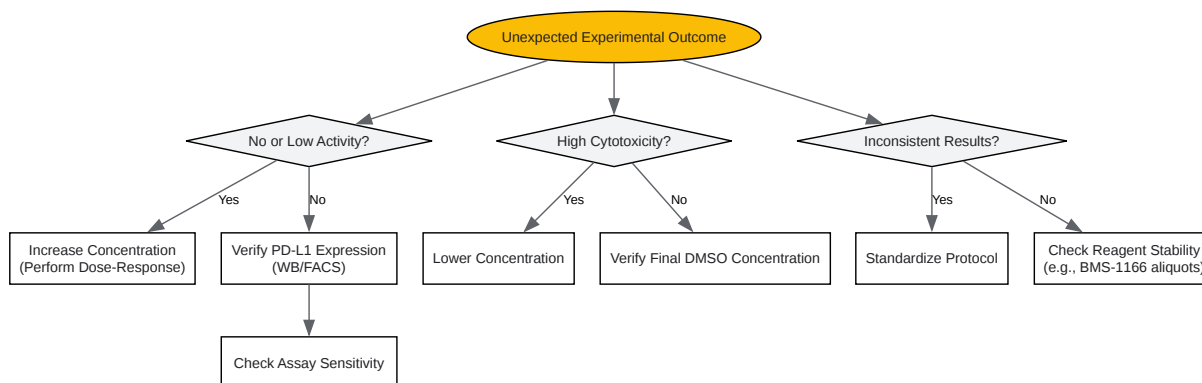 Unexpected Experimental Outcome
No or Low Activity?
High Cytotoxicity?
Inconsistent Results?
Yes
No
Yes
No
Yes
No
Increase Concentration
(Perform Dose-Response)
Verify PD-L1 Expression
(WB/FACS)
Lower Concentration
Verify Final DMSO Concentration
Standardize Protocol
Check Reagent Stability
(e.g., BMS-1166 aliquots)
Check Assay Sensitivity